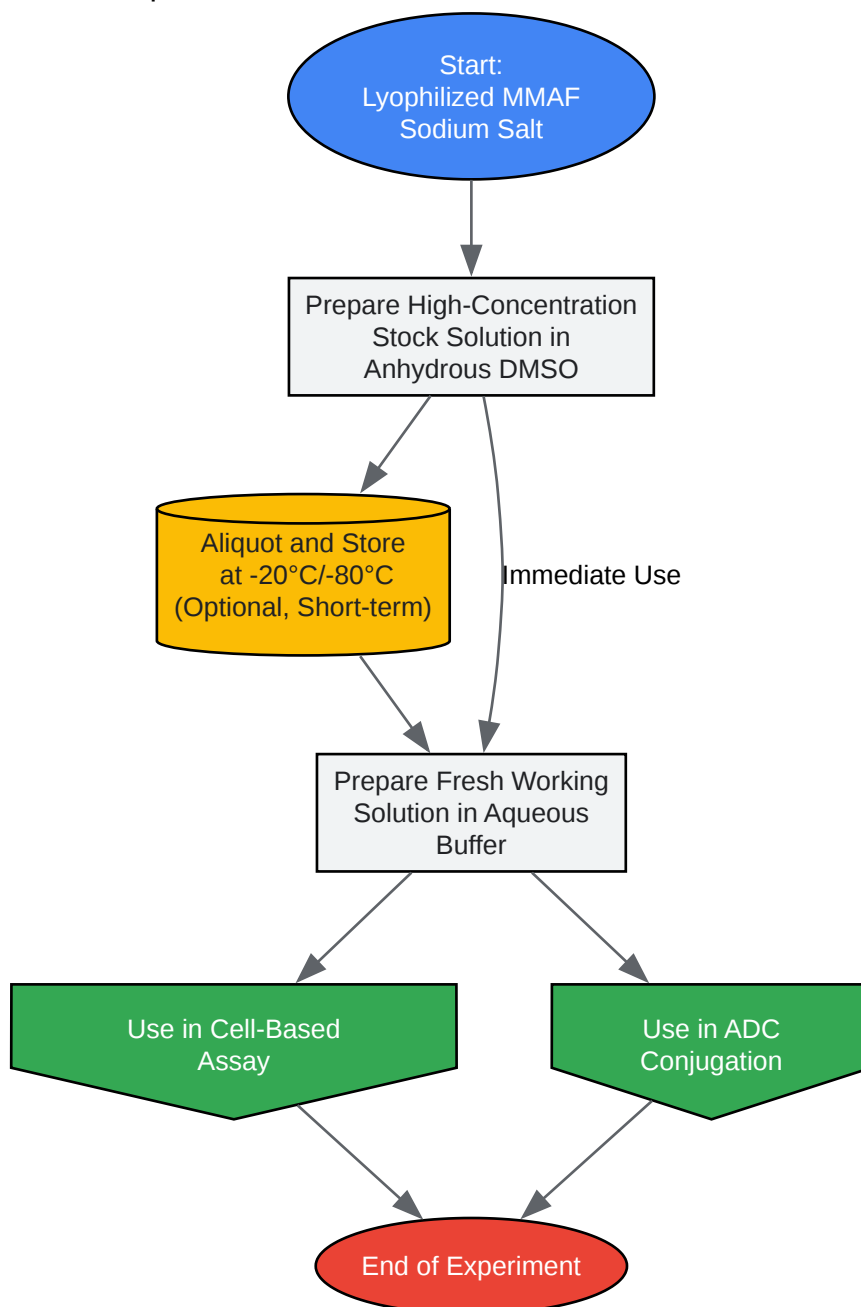 Start:
Lyophilized MMAF
Sodium Salt
Prepare High-Concentration
Stock Solution in
Anhydrous DMSO
Aliquot and Store
at -20°C/-80°C
(Optional, Short-term)
Immediate Use
Prepare Fresh Working
Solution in Aqueous
Buffer
Use in Cell-Based
Assay
Use in ADC
Conjugation
End of Experiment